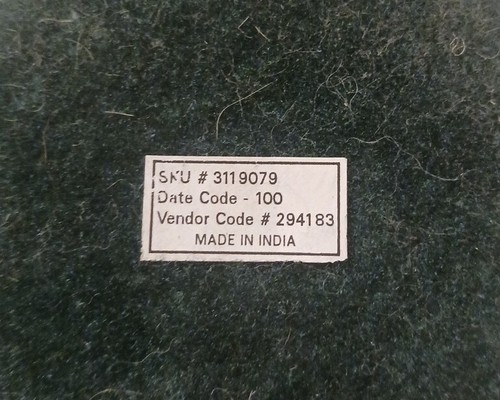 SKU # 3119079
Date Code - 100
Vendor Code # 294183
MADE IN INDIA